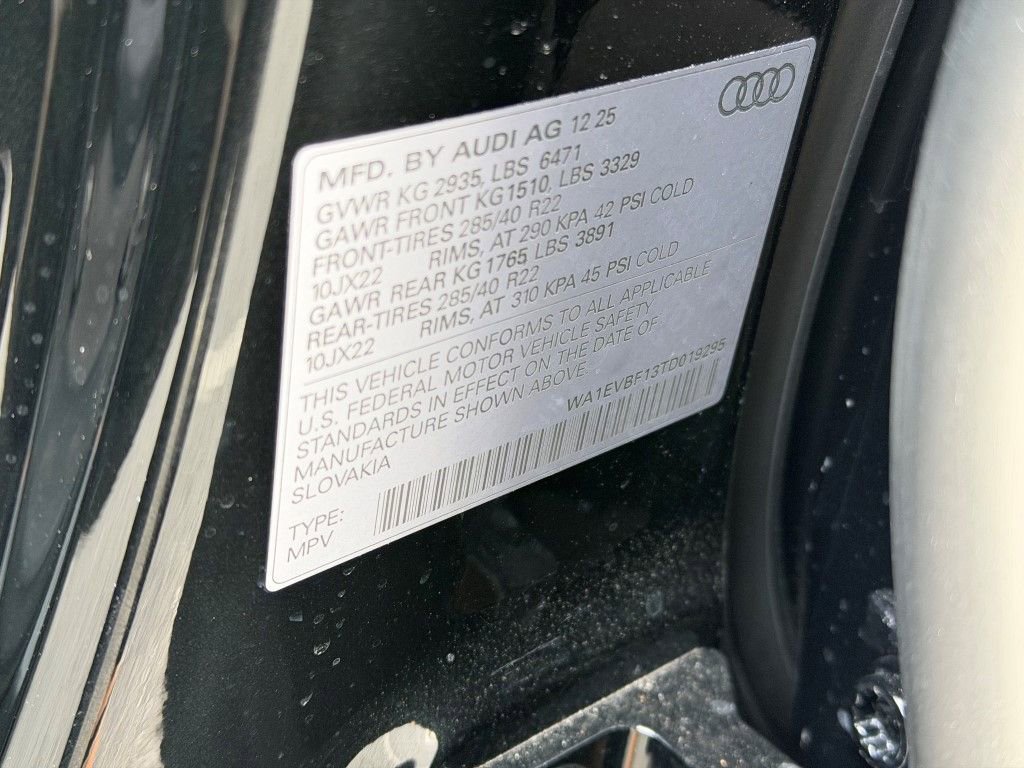 MFD. BY AUDI AG 12 25
GVWR KG 2935, LBS 6471
GAWR FRONT KG1510, LBS 3329
FRONT-TIRES 285/40 R22
10JX22 RIMS, AT 290 KPA 42 PSI COLD
GAWR REAR KG 1765 LBS 3891
REAR-TIRES 285/40 R22
10JX22 RIMS, AT 310 KPA 45 PSI COLD
THIS VEHICLE CONFORMS TO ALL APPLICABLE
U.S. FEDERAL MOTOR VEHICLE SAFETY
STANDARDS IN EFFECT ON THE DATE OF
MANUFACTURE SHOWN ABOVE:
SLOVAKIA
WA1EVBF13TD019295
TYPE:
MPV